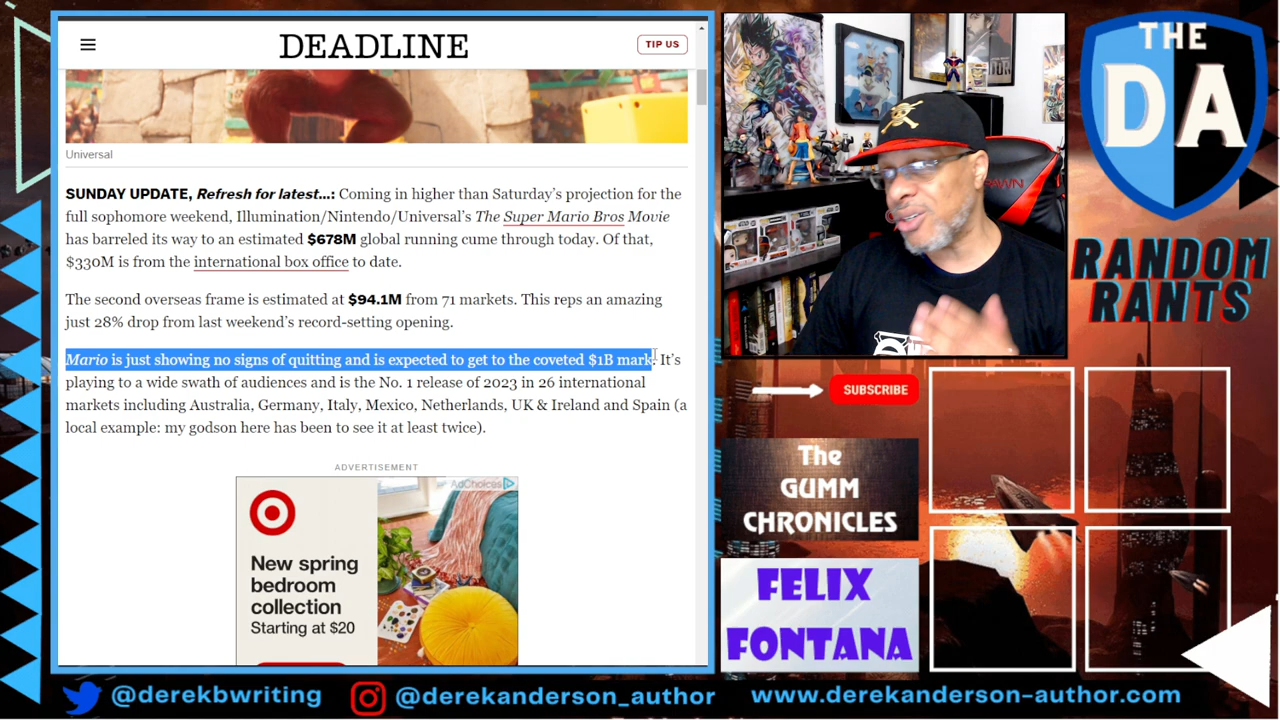 DEADLINE
TIP US
Universal
SUNDAY UPDATE, Refresh for latest...: Coming in higher than Saturday's projection for the
full sophomore weekend, Illumination/Nintendo/Universal's The Super Mario Bros Movie
has barreled its way to an estimated $678M global running cume through today. Of that,
$330M is from the international box office to date.
The second overseas frame is estimated at $94.1M from 71 markets. This reps an amazing
just 28% drop from last weekend's record-setting opening.
Mario is just showing no signs of quitting and is expected to get to the coveted $1B mark. It's
playing to a wide swath of audiences and is the No. 1 release of 2023 in 26 international
markets including Australia, Germany, Italy, Mexico, Netherlands, UK & Ireland and Spain (a
local example: my godson here has been to see it at least twice).
ADVERTISEMENT
AdChoices
New spring
bedroom
collection
Starting at $20
THE
DA
RANDOM
RANTS
SUBSCRIBE
The
GUMM
CHRONICLES
FELIX
FONTANA
@derekbwriting
@derekanderson_author
www.derekanderson-author.com